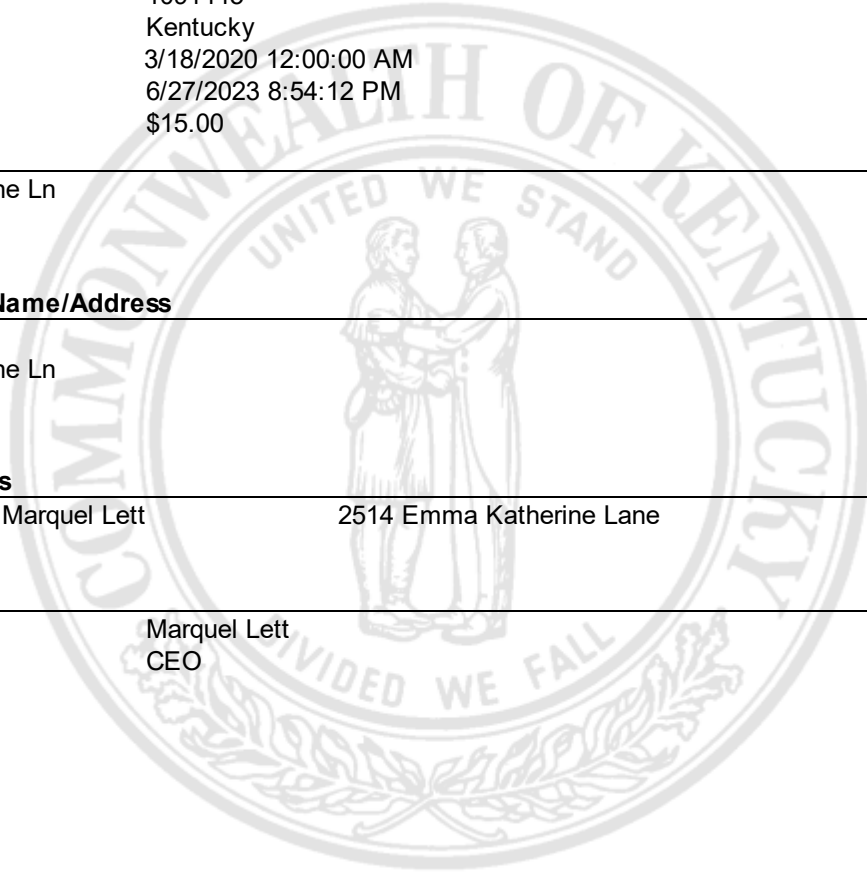 Kentucky
3/18/2020 12:00:00 AM
6/27/2023 8:54:12 PM
$15.00
ne Ln
Name/Address
ne Ln
s
Marquel Lett 2514 Emma Katherine Lane
Marquel Lett
CEO
COMMONWEALTH OF KENTUCKY
UNITED WE STAND
DIVIDED WE FALL